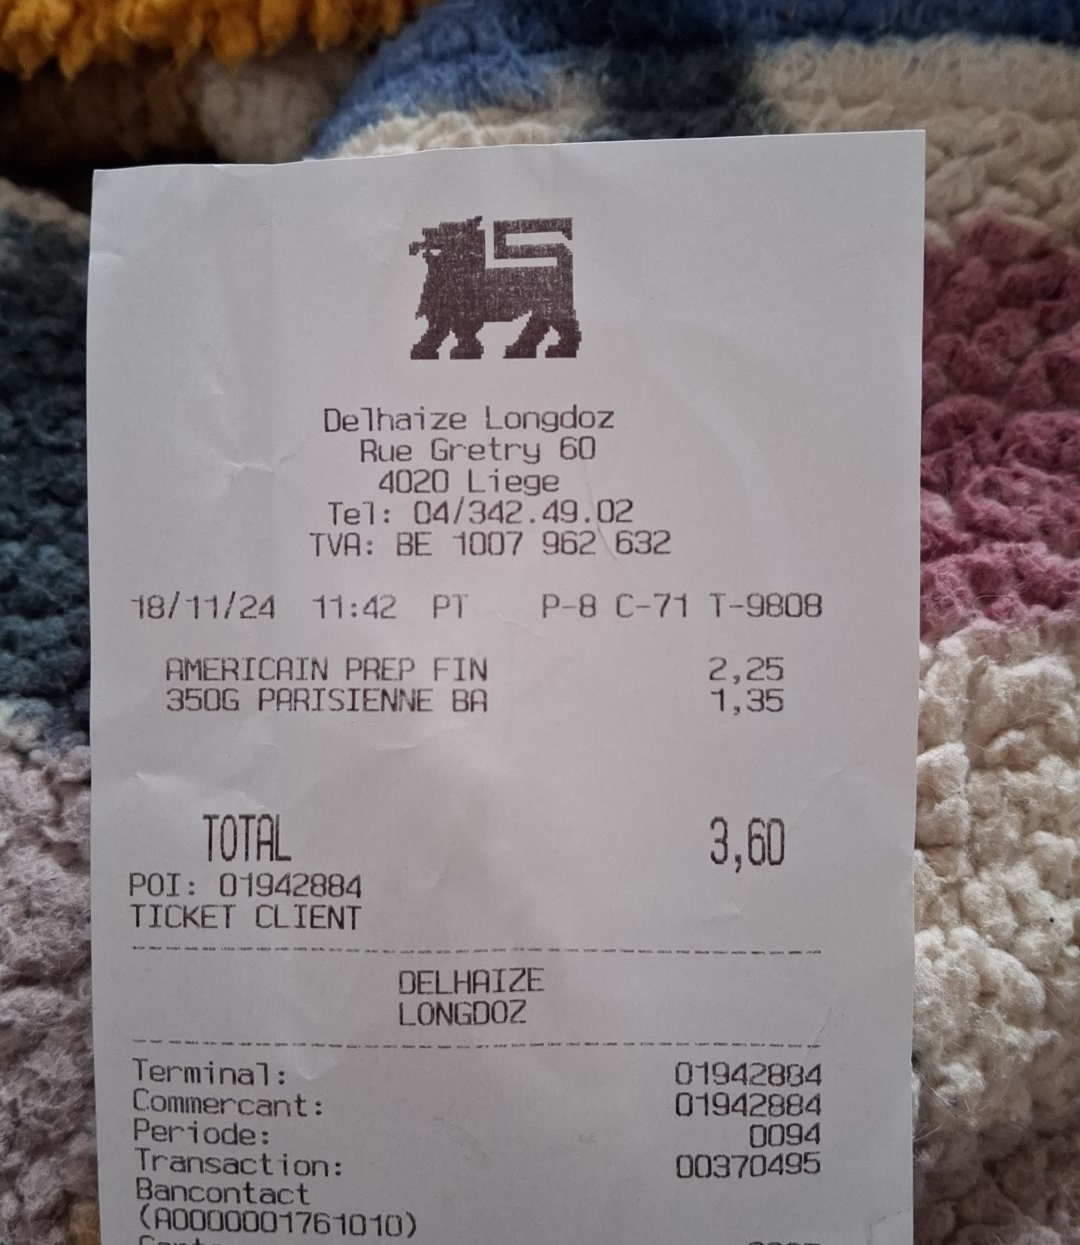 Delhaize Longdoz
Rue Gretry 60
4020 Liege
Tel: 04/342.49.02
TVA: BE 1007 962 632
18/11/24 11:42 PT P-8 C-71 T-9808
AMERICAIN PREP FIN 2,25
350G PARISIENNE BA 1,35
TOTAL 3,60
POI: 01942884
TICKET CLIENT
DELHAIZE
LONGDOZ
Terminal: 01942884
Commercant: 01942884
Periode: 0094
Transaction: 00370495
Bancontact
(A0000001761010)